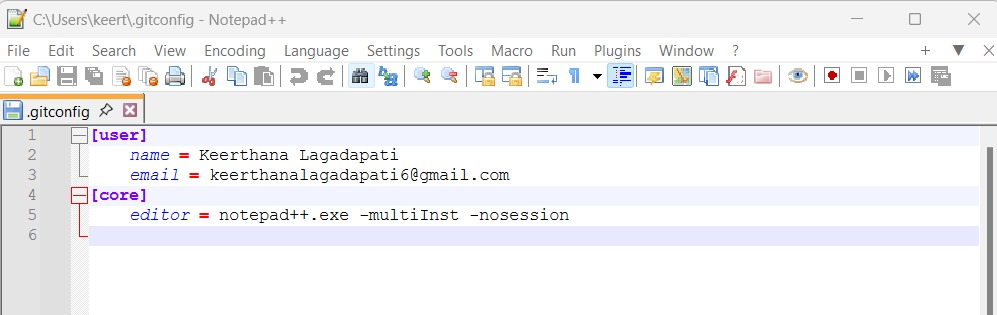 C:\Users\keert\.gitconfig - Notepad++
File Edit Search View Encoding Language Settings Tools Macro Run Plugins Window ?
.gitconfig
1 [user]
2 name = Keerthana Lagadapati
3 email = keerthanalagadapati6@gmail.com
4 [core]
5 editor = notepad++.exe -multiInst -nosession
6